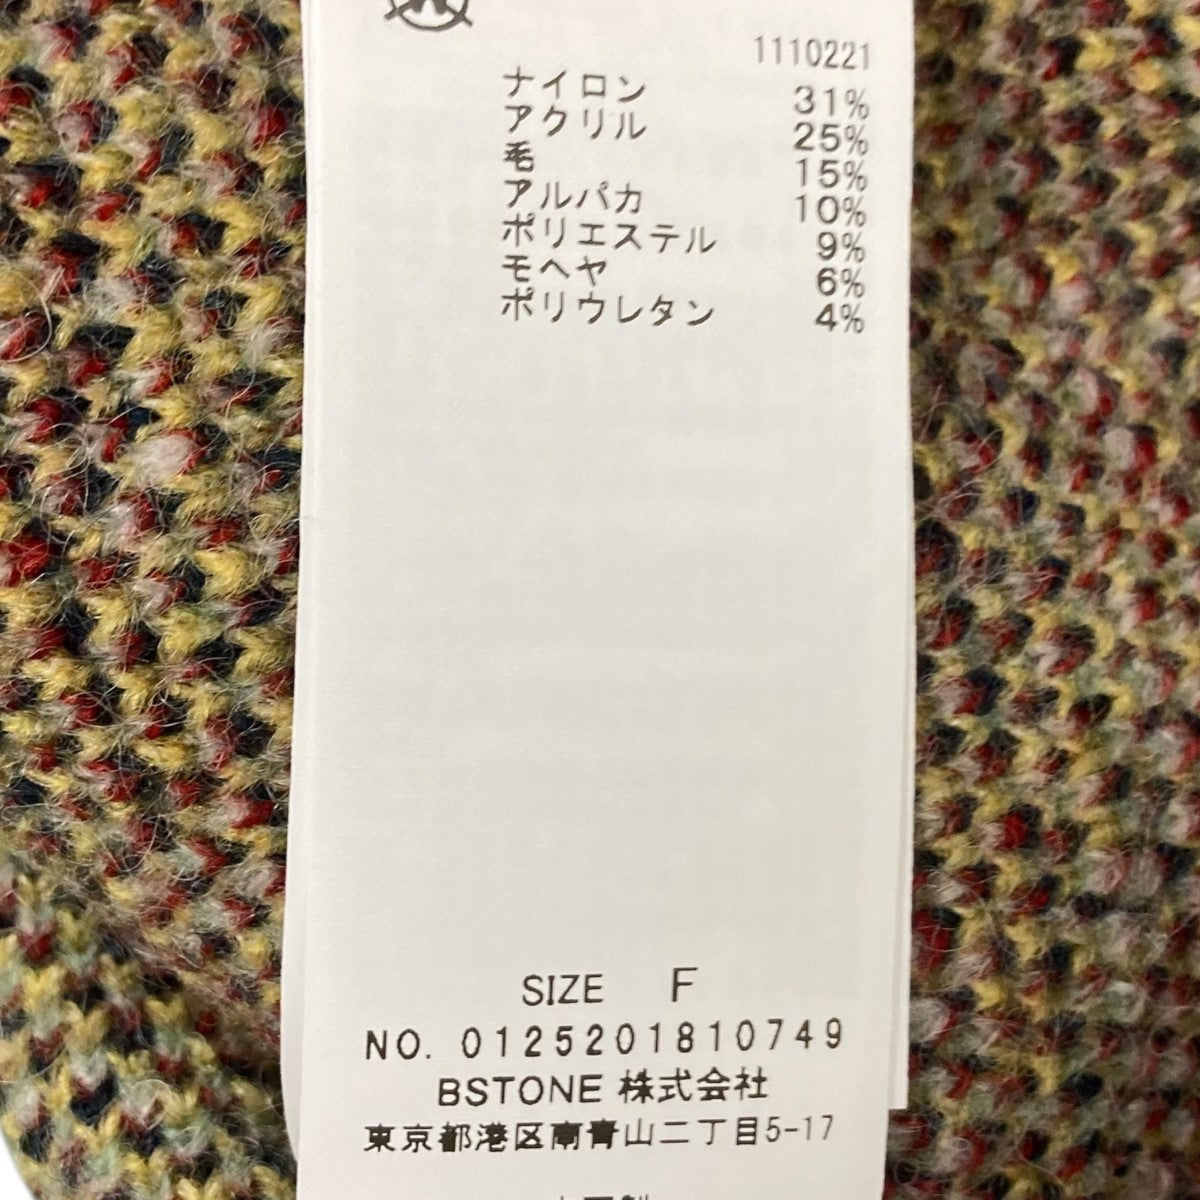 1110221
ナイロン 31%
アクリル 25%
毛 15%
アルパカ 10%
ポリエステル 9%
モヘヤ 6%
ポリウレタン 4%
SIZE F
NO. 0125201810749
BSTONE 株式会社
東京都港区南青山二丁目5-17